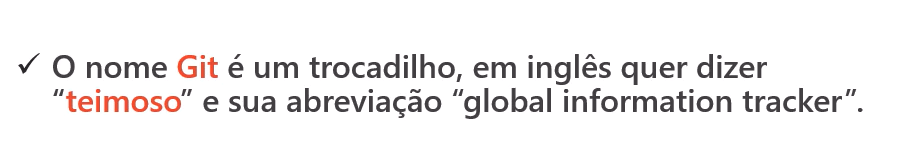 ✓ O nome Git é um trocadilho, em inglês quer dizer
“teimoso” e sua abreviação “global information tracker”.